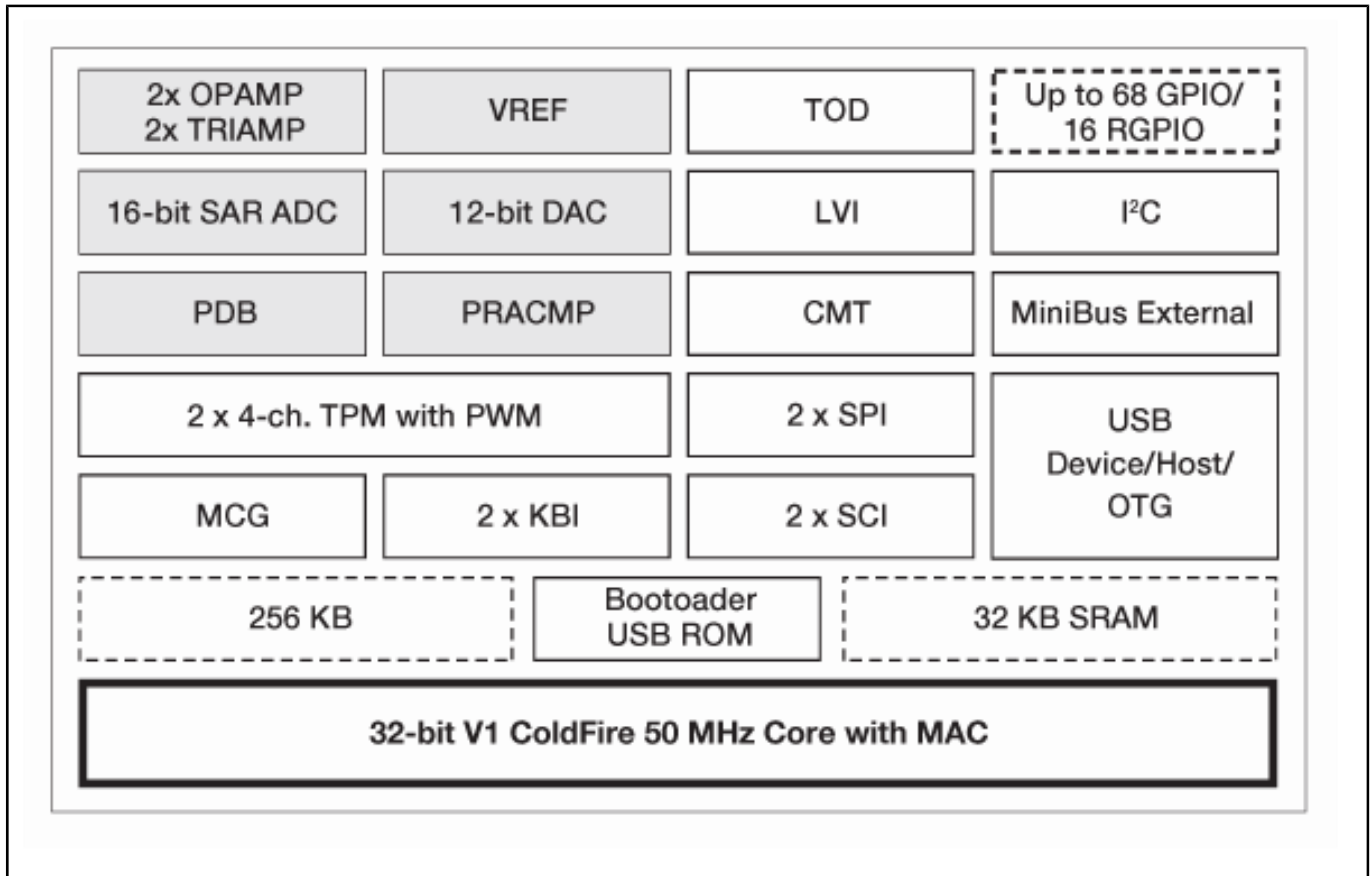 2x OPAMP
2x TRIAMP
VREF
TOD
Up to 68 GPIO/
16 RGPIO
16-bit SAR ADC
12-bit DAC
LVI
I²C
PDB
PRACMP
CMT
MiniBus External
2 x 4-ch. TPM with PWM
2 x SPI
USB
Device/Host/
OTG
MCG
2 x KBI
2 x SCI
256 KB
Bootoader
USB ROM
32 KB SRAM
32-bit V1 ColdFire 50 MHz Core with MAC